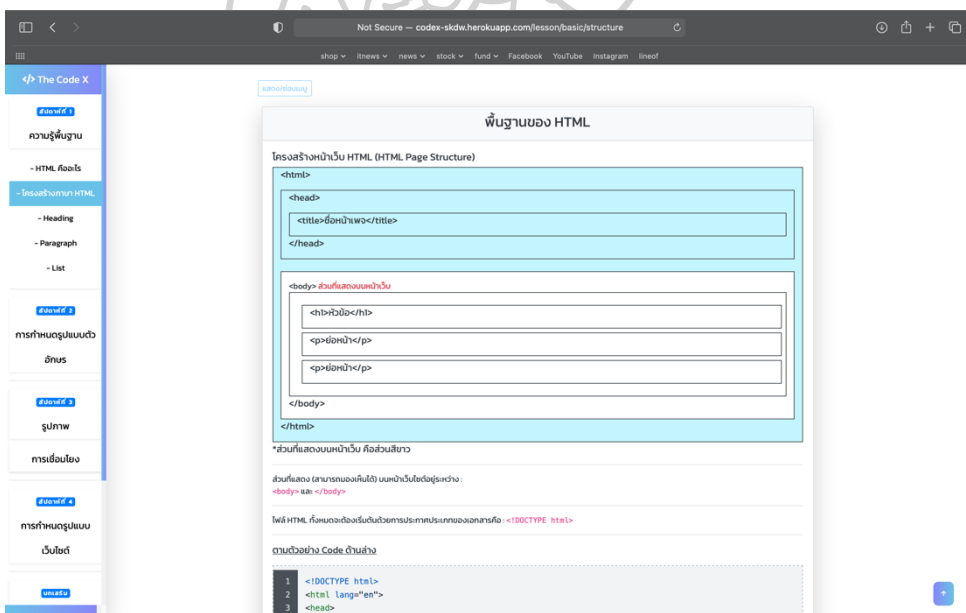 Not Secure — codex-skdw.herokuapp.com/lesson/basic/structure
shop itnews news stock fund Facebook YouTube Instagram lineof
</> The Code X
สัปดาห์ที่ 1
ความรู้พื้นฐาน
- HTML คืออะไร
- โครงสร้างภาษา HTML
- Heading
- Paragraph
- List
สัปดาห์ที่ 2
การกำหนดรูปแบบตัว
อักษร
สัปดาห์ที่ 3
รูปภาพ
การเชื่อมโยง
สัปดาห์ที่ 4
การกำหนดรูปแบบ
เว็บไซต์
บทเสริม
แสดง/ซ่อนเมนู
พื้นฐานของ HTML
โครงสร้างหน้าเว็บ HTML (HTML Page Structure)
<html>
<head>
<title>ชื่อหน้าเพจ</title>
</head>
<body> ส่วนที่แสดงบนหน้าเว็บ
<h1>หัวข้อ</h1>
<p>ย่อหน้า</p>
<p>ย่อหน้า</p>
</body>
</html>
*ส่วนที่แสดงบนหน้าเว็บ คือส่วนสีขาว
ส่วนที่แสดง (สามารถมองเห็นได้) บนหน้าเว็บไซต์อยู่ระหว่าง :
<body> และ </body>
ไฟล์ HTML ทั้งหมดจะต้องเริ่มต้นด้วยการประกาศประเภทของเอกสารคือ : <!DOCTYPE html>
ตามตัวอย่าง Code ด้านล่าง
1 <!DOCTYPE html>
2 <html lang="en">
3 <head>